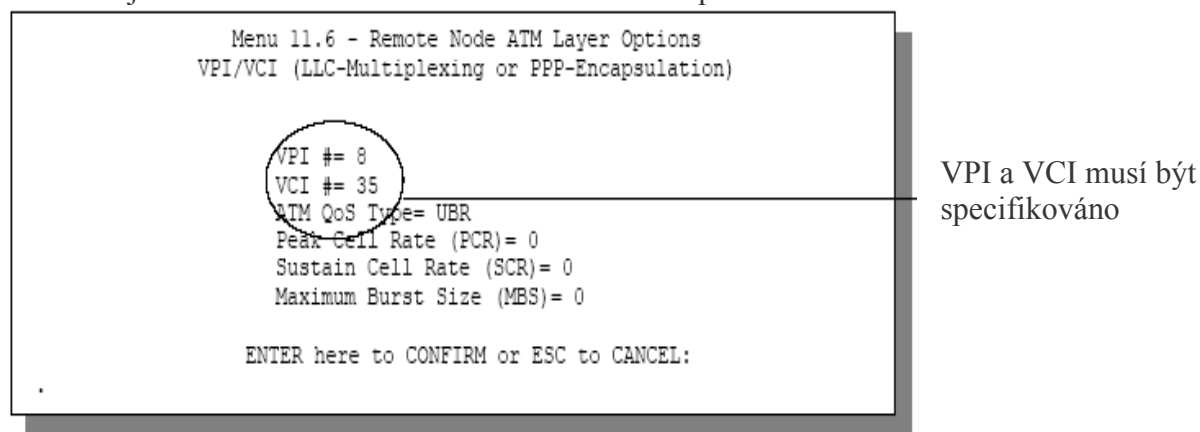 Menu 11.6 - Remote Node ATM Layer Options
VPI/VCI (LLC-Multiplexing or PPP-Encapsulation)
VPI #= 8
VCI #= 35
ATM QoS Type= UBR
Peak Cell Rate (PCR)= 0
Sustain Cell Rate (SCR)= 0
Maximum Burst Size (MBS)= 0
ENTER here to CONFIRM or ESC to CANCEL:
VPI a VCI musí být
specifikováno